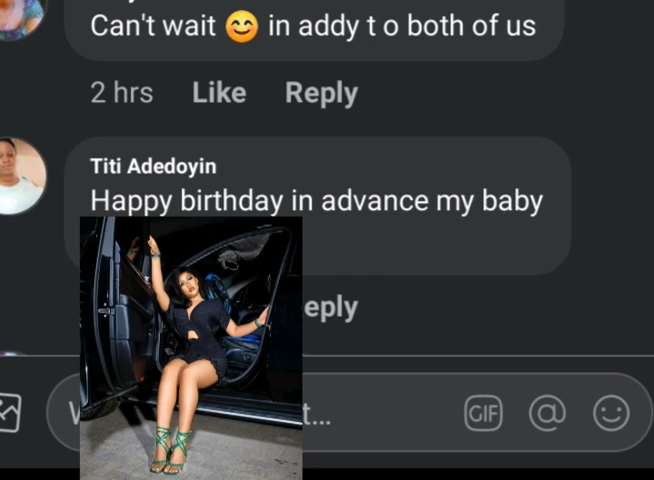 Can't wait 😊 in addy t o both of us
2 hrs Like Reply
Titi Adedoyin
Happy birthday in advance my baby
eply
t...
GIF @